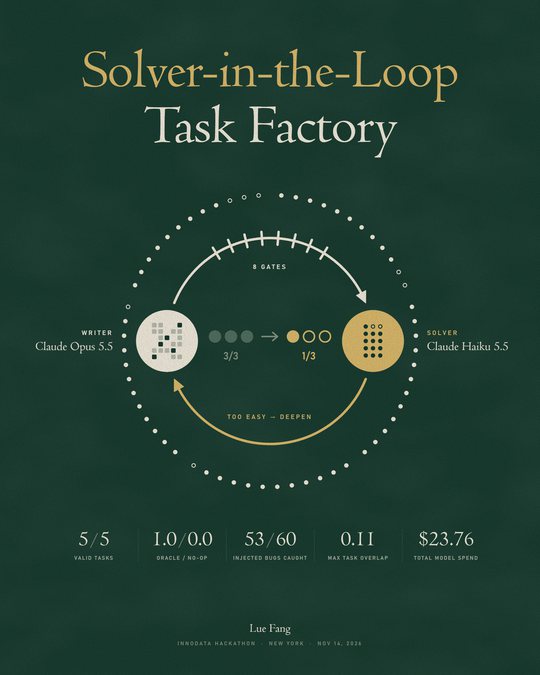 Solver-in-the-Loop
Task Factory
8 GATES
WRITER
Claude Opus 5.5
3/3
→
1/3
SOLVER
Claude Haiku 5.5
TOO EASY → DEEPEN
5/5
VALID TASKS
1.0/0.0
ORACLE / NO-OP
53/60
INJECTED BUGS CAUGHT
0.11
MAX TASK OVERLAP
$23.76
TOTAL MODEL SPEND
Lue Fang
INNODATA HACKATHON · NEW YORK · NOV 14, 2026